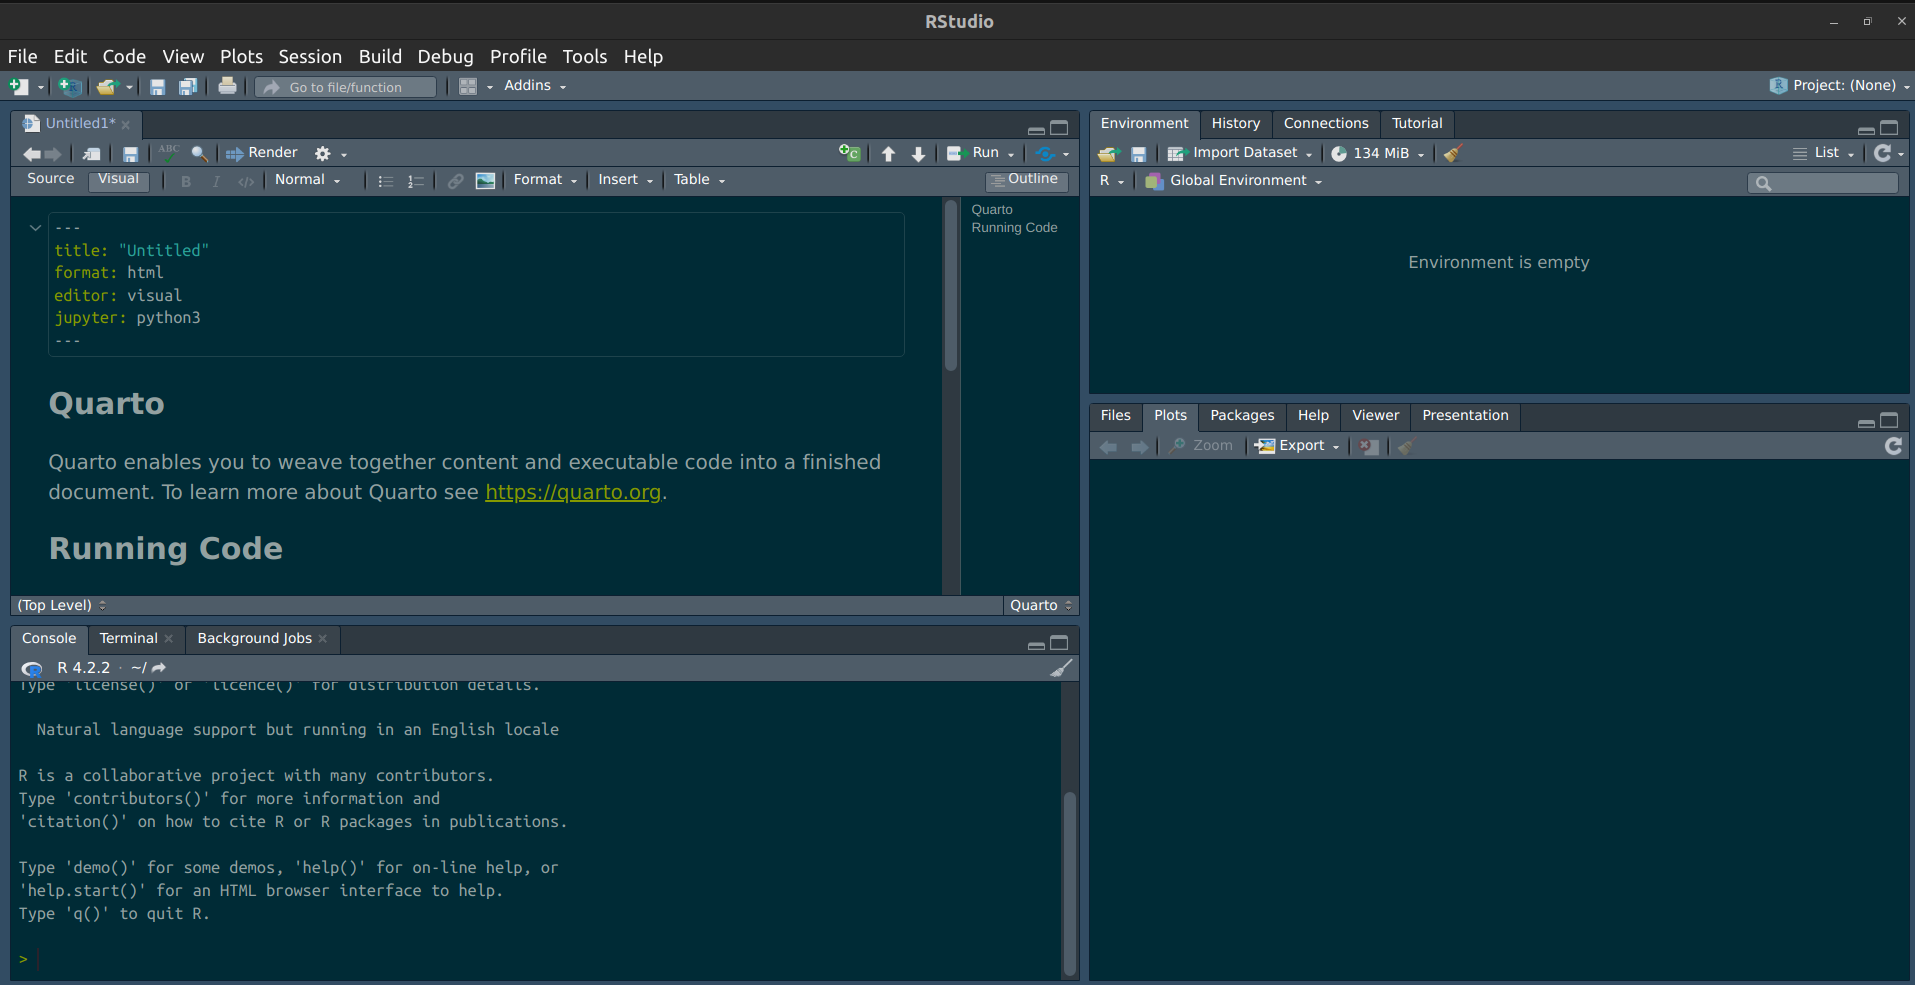 RStudio
File Edit Code View Plots Session Build Debug Profile Tools Help
Go to file/function Addins Project: (None)
Untitled1*
ABC Render Run
Source Visual B I </> Normal Format Insert Table Outline
---
title: "Untitled"
format: html
editor: visual
jupyter: python3
---
Quarto
Quarto enables you to weave together content and executable code into a finished
document. To learn more about Quarto see https://quarto.org.
Running Code
Quarto
Running Code
(Top Level) Quarto
Console Terminal Background Jobs
R 4.2.2 · ~/
Type 'license()' or 'licence()' for distribution details.
Natural language support but running in an English locale
R is a collaborative project with many contributors.
Type 'contributors()' for more information and
'citation()' on how to cite R or R packages in publications.
Type 'demo()' for some demos, 'help()' for on-line help, or
'help.start()' for an HTML browser interface to help.
Type 'q()' to quit R.
>
Environment History Connections Tutorial
Import Dataset 134 MiB List
R Global Environment
Environment is empty
Files Plots Packages Help Viewer Presentation
Zoom Export